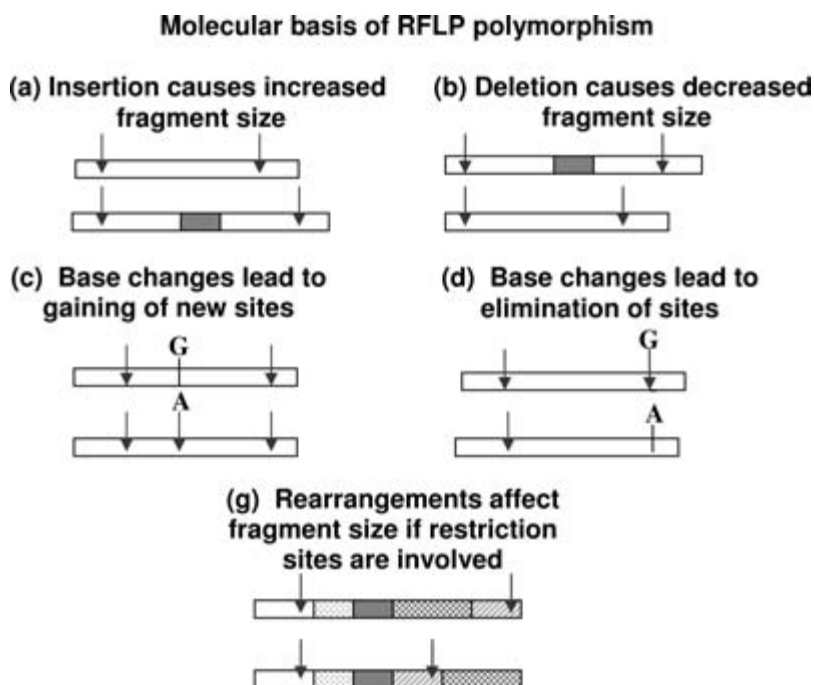 Molecular basis of RFLP polymorphism
(a) Insertion causes increased
fragment size
(b) Deletion causes decreased
fragment size
(c) Base changes lead to
gaining of new sites
G
A
(d) Base changes lead to
elimination of sites
G
A
(g) Rearrangements affect
fragment size if restriction
sites are involved